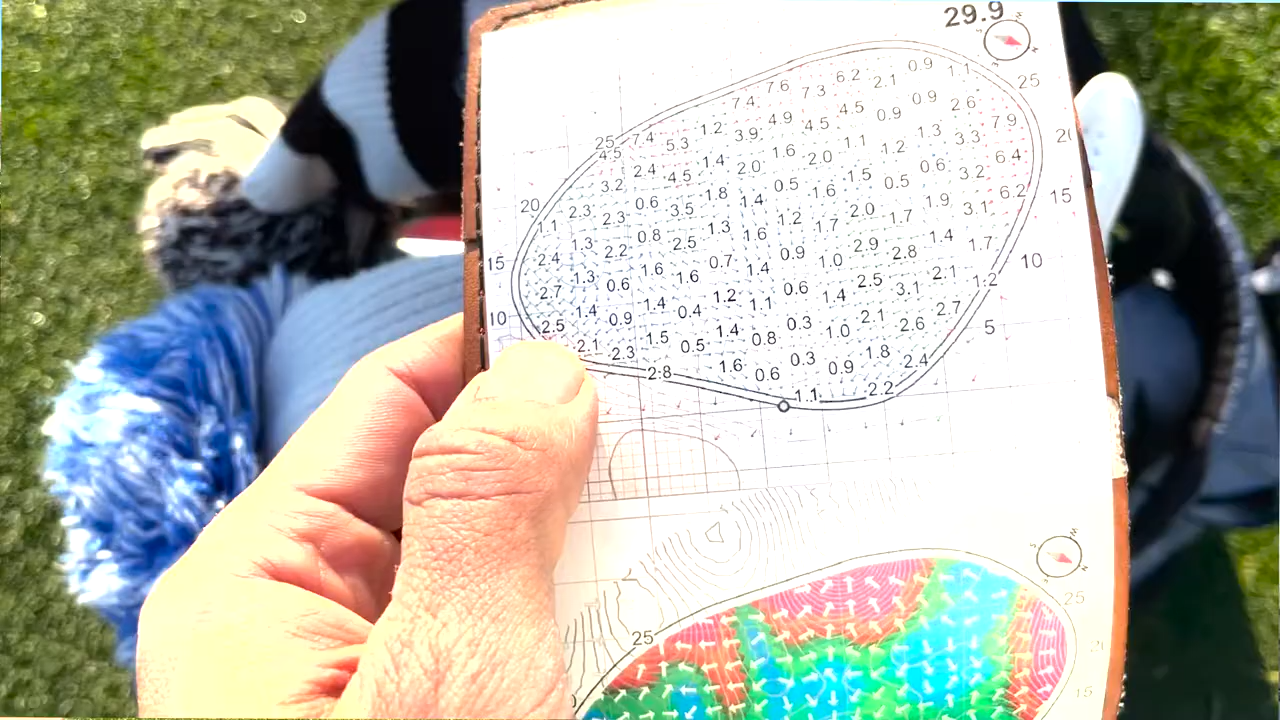 29.9
7.4 7.6 7.3 6.2 2.1 0.9 1.1 25
25 4.5 7.4 5.3 1.2 3.9 4.9 4.5 4.5 0.9 0.9 2.6
3.2 2.4 4.5 1.4 2.0 1.6 2.0 1.1 1.2 1.3 3.3 7.9
20 1.1 2.3 2.3 0.6 3.5 1.8 1.4 0.5 1.6 1.5 0.5 0.6 3.2 6.4
2.4 1.3 2.2 0.8 2.5 1.3 1.6 1.2 1.7 2.0 1.7 1.9 3.1 6.2 15
15 2.7 1.3 0.6 1.6 1.6 0.7 1.4 0.9 1.0 2.9 2.8 1.4 1.7 10
10 2.5 1.4 0.9 1.4 0.4 1.2 1.1 0.6 1.4 2.5 3.1 2.1 1.2
2.1 2.3 1.5 0.5 1.4 0.8 0.3 1.0 2.1 2.6 2.7 5
2.8 1.6 0.6 0.3 0.9 1.8 2.4
1.1 2.2
25
25
15